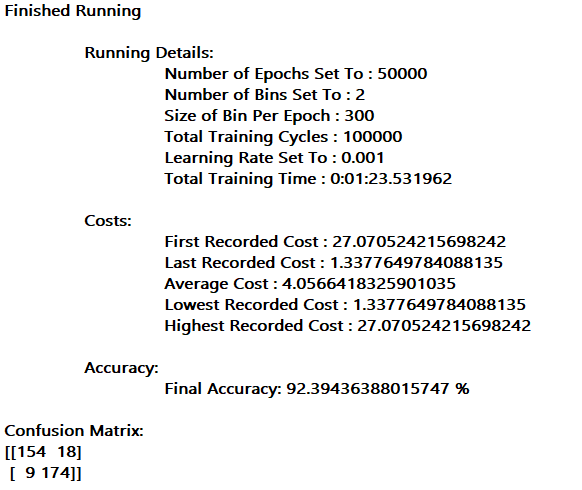 Finished Running
Running Details:
Number of Epochs Set To : 50000
Number of Bins Set To : 2
Size of Bin Per Epoch : 300
Total Training Cycles : 100000
Learning Rate Set To : 0.001
Total Training Time : 0:01:23.531962
Costs:
First Recorded Cost : 27.070524215698242
Last Recorded Cost : 1.3377649784088135
Average Cost : 4.0566418325901035
Lowest Recorded Cost : 1.3377649784088135
Highest Recorded Cost : 27.070524215698242
Accuracy:
Final Accuracy: 92.39436388015747 %
Confusion Matrix:
[[154 18]
[ 9 174]]